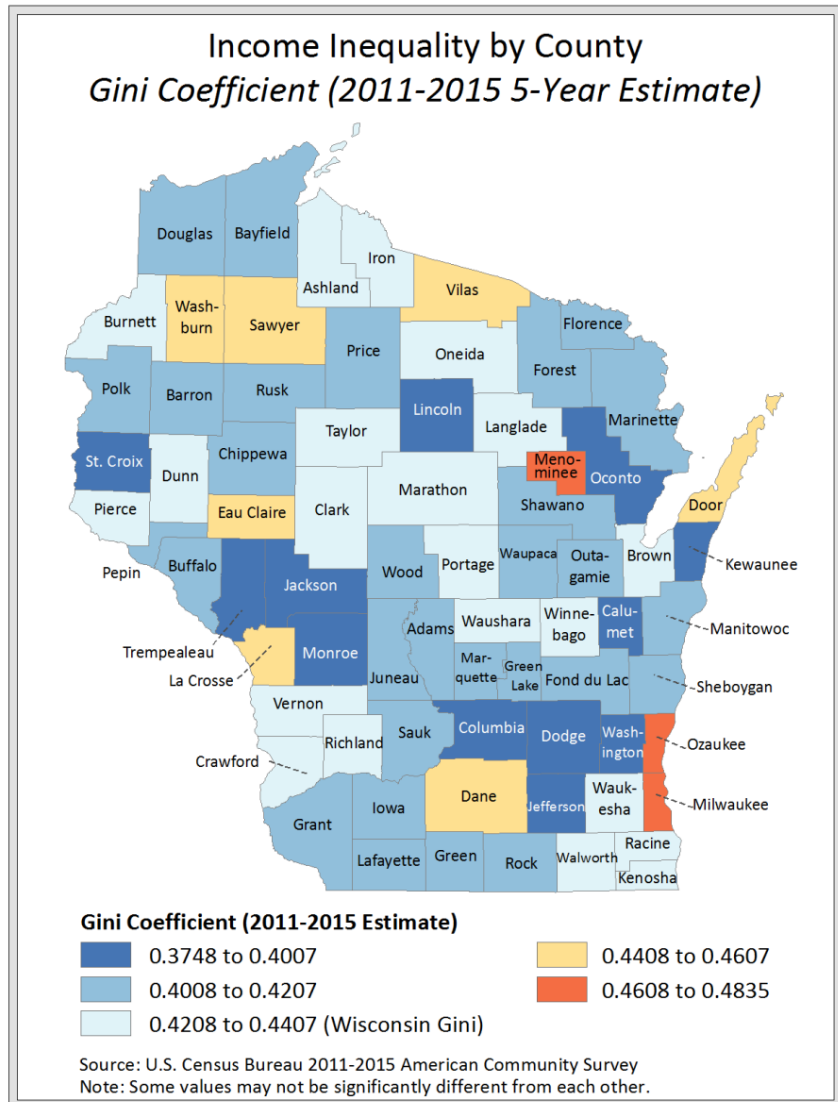 Income Inequality by County
Gini Coefficient (2011-2015 5-Year Estimate)
Douglas
Bayfield
Iron
Ashland
Vilas
Wash-
burn
Sawyer
Burnett
Florence
Price
Oneida
Forest
Polk
Barron
Rusk
Lincoln
Marinette
Taylor
Langlade
St. Croix
Dunn
Chippewa
Meno-
minee
Oconto
Marathon
Pierce
Eau Claire
Clark
Shawano
Door
Pepin
Buffalo
Jackson
Wood
Portage
Waupaca
Outa-
gamie
Brown
Kewaunee
Trempealeau
La Crosse
Monroe
Juneau
Adams
Waushara
Winne-
bago
Calu-
met
Manitowoc
Mar-
quette
Green
Lake
Fond du Lac
Sheboygan
Vernon
Crawford
Richland
Sauk
Columbia
Dodge
Wash-
ington
Ozaukee
Grant
Iowa
Dane
Jefferson
Wauk-
esha
Milwaukee
Lafayette
Green
Rock
Walworth
Racine
Kenosha
Gini Coefficient (2011-2015 Estimate)
0.3748 to 0.4007
0.4008 to 0.4207
0.4208 to 0.4407 (Wisconsin Gini)
0.4408 to 0.4607
0.4608 to 0.4835
Source: U.S. Census Bureau 2011-2015 American Community Survey
Note: Some values may not be significantly different from each other.